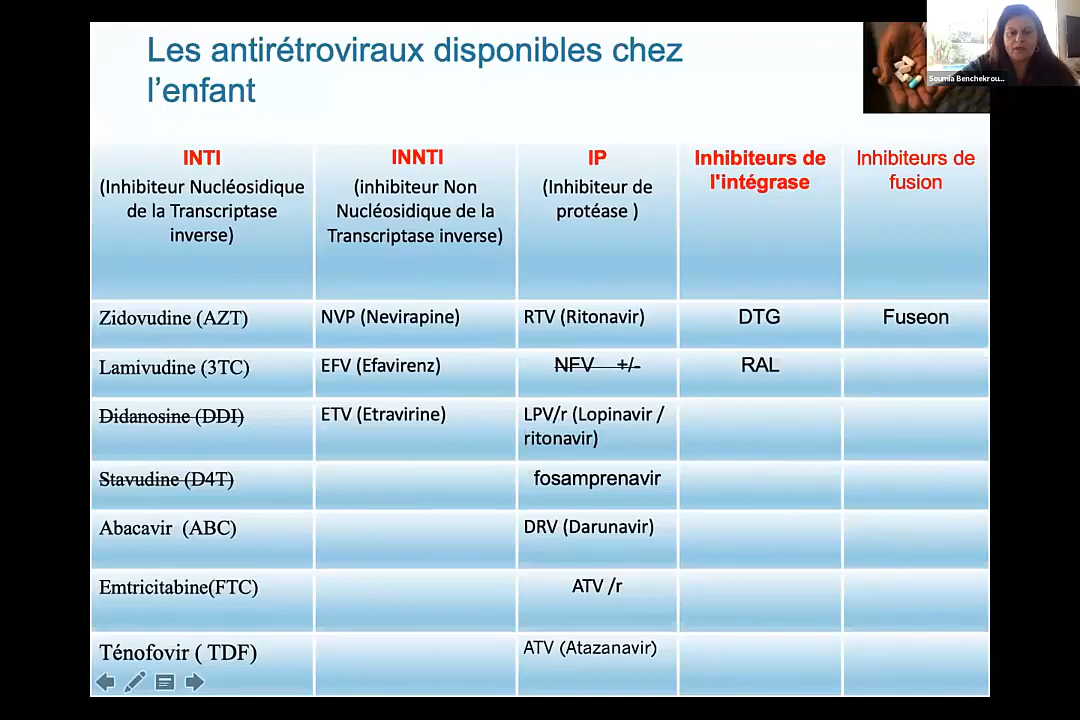 Les antirétroviraux disponibles chez
l’enfant
Soumia Benchekrou...
INTI
(Inhibiteur Nucléosidique
de la Transcriptase
inverse)
INNTI
(inhibiteur Non
Nucléosidique de la
Transcriptase inverse)
IP
(Inhibiteur de
protéase )
Inhibiteurs de
l'intégrase
Inhibiteurs de
fusion
Zidovudine (AZT)
NVP (Nevirapine)
RTV (Ritonavir)
DTG
Fuseon
Lamivudine (3TC)
EFV (Efavirenz)
NFV +/-
RAL
Didanosine (DDI)
ETV (Etravirine)
LPV/r (Lopinavir /
ritonavir)
Stavudine (D4T)
fosamprenavir
Abacavir (ABC)
DRV (Darunavir)
Emtricitabine(FTC)
ATV /r
Ténofovir ( TDF)
ATV (Atazanavir)